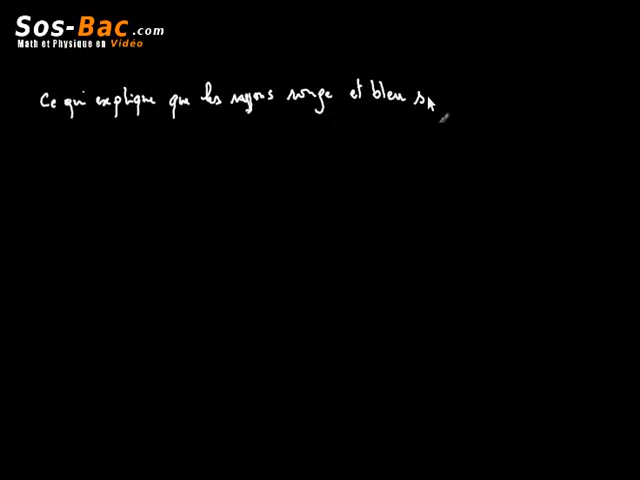 Sos-Bac.com
Math et Physique en Vidéo
Ce qui explique que les rayons rouge et bleu s